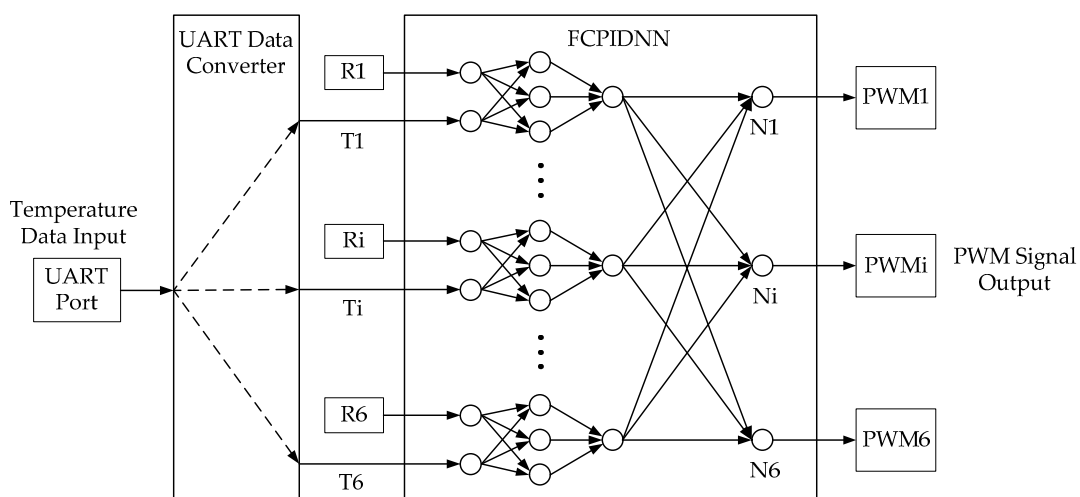 UART Data
Converter
FCPIDNN
R1
T1
N1
PWM1
Temperature
Data Input
UART
Port
Ri
Ti
Ni
PWMi
PWM Signal
Output
R6
T6
N6
PWM6